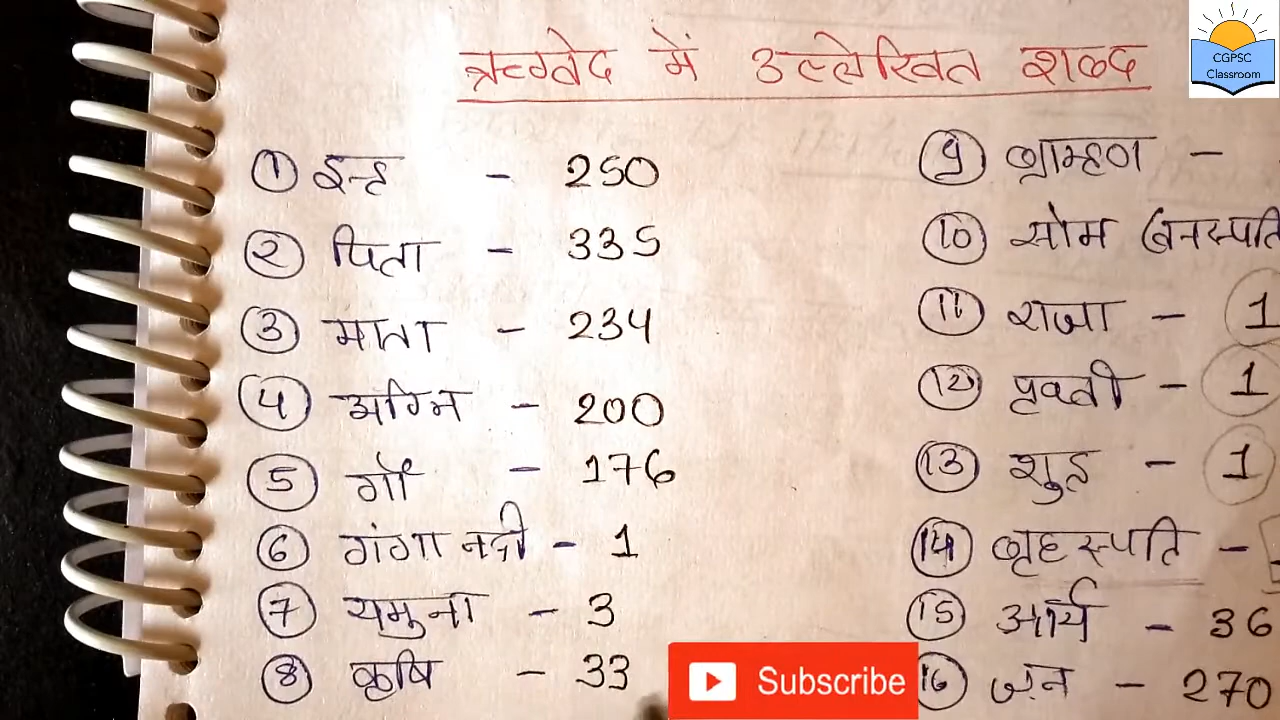 ऋग्वेद में उल्लेखित शब्द
CGPSC
Classroom
① इन्द्र - 250
② पिता - 335
③ माता - 234
④ अग्नि - 200
⑤ गौ - 176
⑥ गंगा नदी - 1
⑦ यमुना - 3
⑧ कृषि - 33
⑨ ब्राम्हण -
⑩ सोम (वनस्पति
⑪ राजा - 1
⑫ पृथ्वी - 1
⑬ शुद्र - 1
⑭ बृहस्पति -
⑮ आर्य - 36
⑯ जन - 270
Subscribe